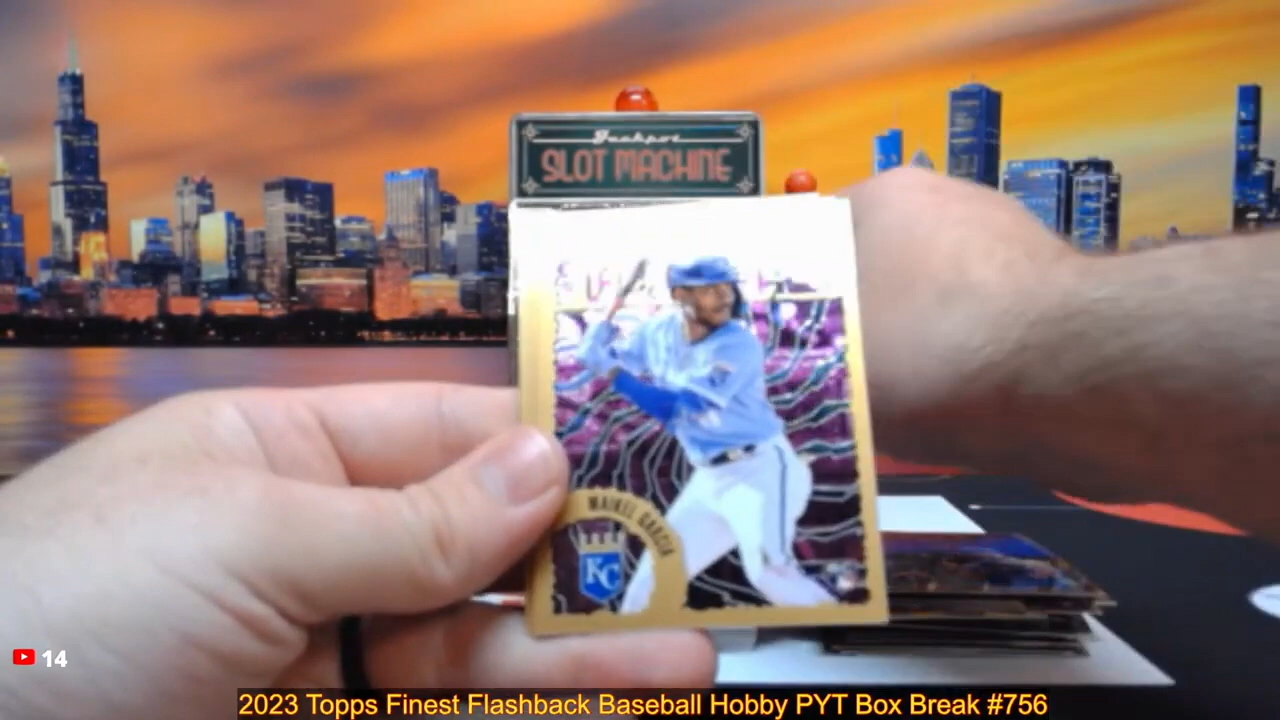 Jackpot
SLOT MACHINE
MAIKEL GARCIA
KC
14
2023 Topps Finest Flashback Baseball Hobby PYT Box Break #756